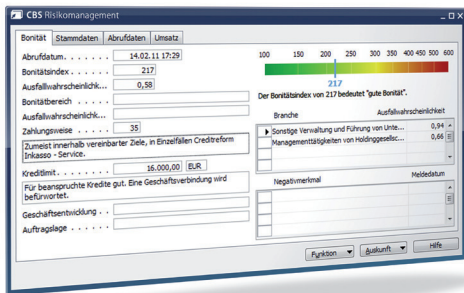 CBS Risikomanagement
Bonität Stammdaten Abrufdaten Umsatz
Abrufdatum . . . . . . . 14.02.11 17:29
Bonitätsindex . . . . . . 217
Ausfallwahrscheinlichk... 0,58
Bonitätbereich . . . . .
Ausfallwahrscheinlichk...
Zahlungsweise . . . . . 35
Zumeist innerhalb vereinbarter Ziele, in Einzelfällen Creditreform
Inkasso - Service.
Kreditlimit . . . . . . . 16.000,00 EUR
Für beanspruchte Kredite gut. Eine Geschäftsverbindung wird
befürwortet.
Geschäftsentwicklung . .
Auftragslage . . . . . .
100 150 200 250 300 350 400 450 500 600
217
Der Bonitätsindex von 217 bedeutet "gute Bonität".
Branche Ausfallwahrscheinlichkeit
Sonstige Verwaltung und Führung von Unte... 0,94
Managementtätigkeiten von Holdinggesellsc... 0,66
Negativmerkmal Meldedatum
Funktion Auskunft Hilfe